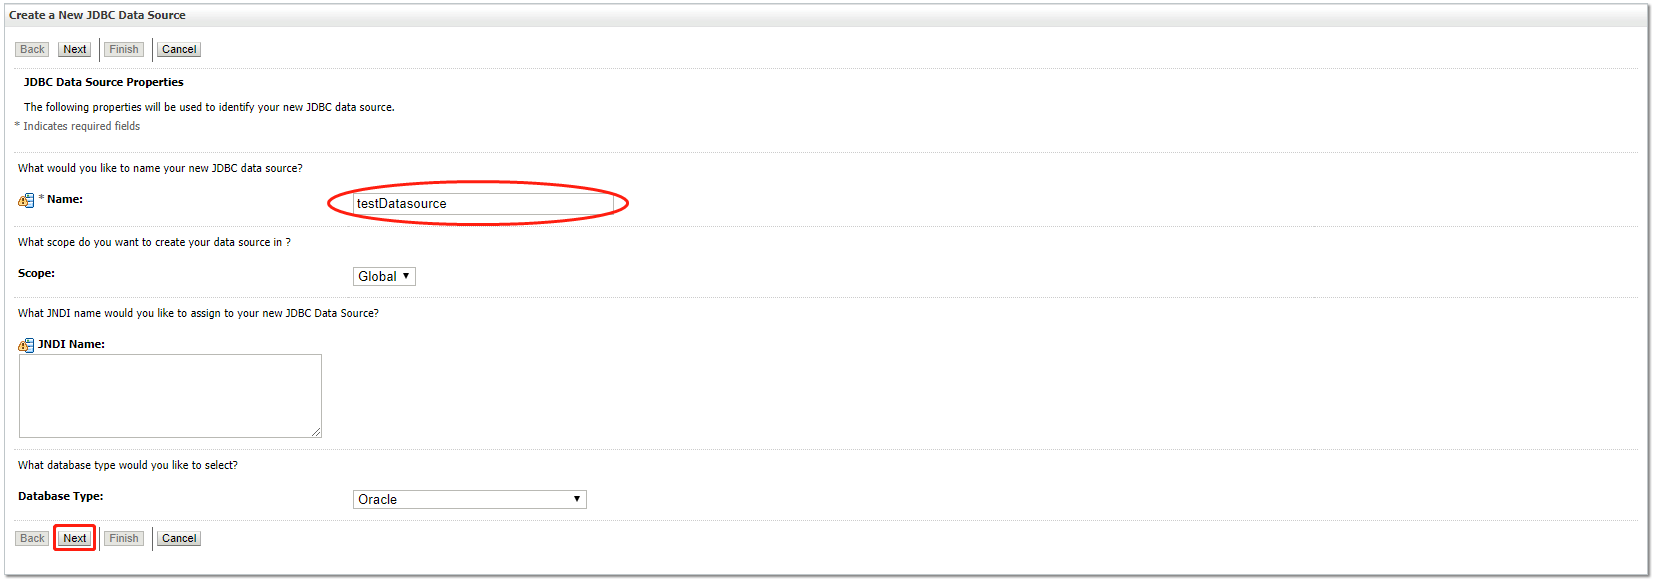 Create a New JDBC Data Source
Back Next Finish Cancel
JDBC Data Source Properties
The following properties will be used to identify your new JDBC data source.
* Indicates required fields
What would you like to name your new JDBC data source?
* Name: testDatasource
What scope do you want to create your data source in ?
Scope: Global
What JNDI name would you like to assign to your new JDBC Data Source?
JNDI Name:
What database type would you like to select?
Database Type: Oracle
Back Next Finish Cancel